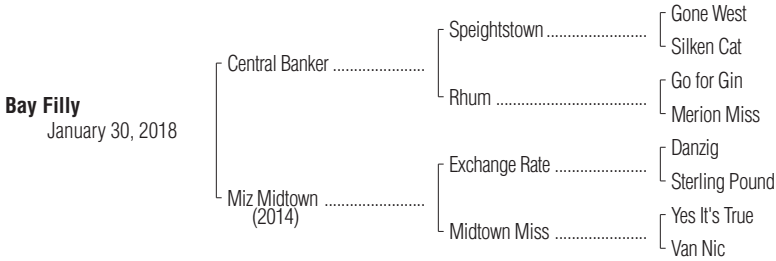 Gone West
Speightstown ........................
Silken Cat
Central Banker ......................
Go for Gin
Rhum ....................................
Merion Miss
Bay Filly
January 30, 2018
Danzig
Exchange Rate ......................
Sterling Pound
Miz Midtown ........................
(2014)
Yes It's True
Midtown Miss ......................
Van Nic